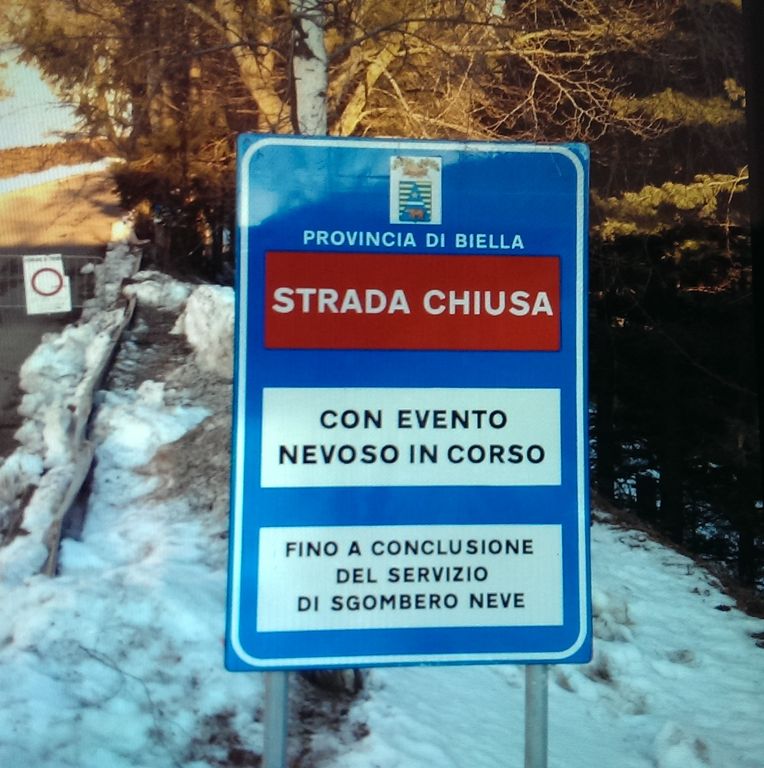 PROVINCIA DI BIELLA
STRADA CHIUSA
CON EVENTO
NEVOSO IN CORSO
FINO A CONCLUSIONE
DEL SERVIZIO
DI SGOMBERO NEVE